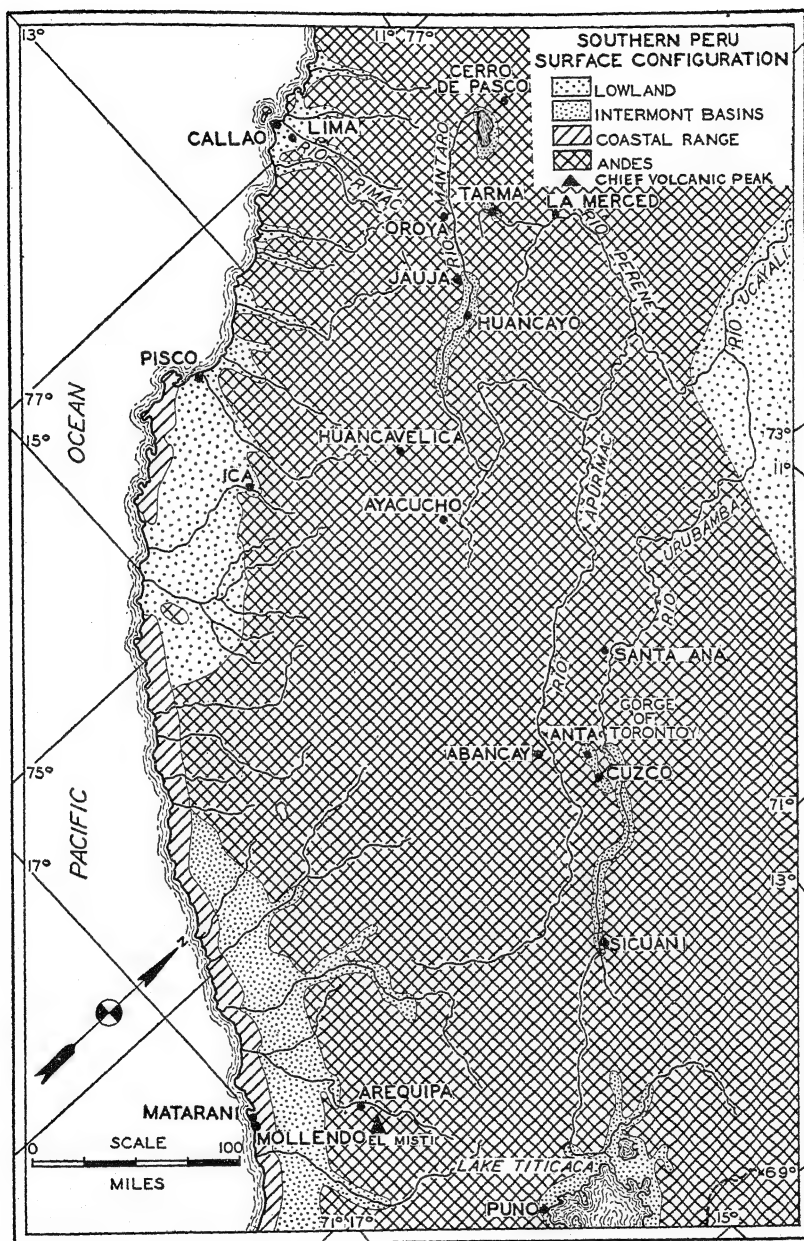 13°
11° 77°
SOUTHERN PERU
SURFACE CONFIGURATION
LOWLAND
INTERMONT BASINS
COASTAL RANGE
ANDES
CHIEF VOLCANIC PEAK
CERRO
DE PASCO
CALLAO
LIMA
RIO RIMAC
RIO MANTARO
TARMA
LA MERCED
OROYA
RIO PERENE
JAUJA
RIO UCAYALI
HUANCAYO
PISCO
77°
15°
PACIFIC OCEAN
73°
11°
HUANCAVELICA
ICA
AYACUCHO
RIO APURIMAC
RIO URUBAMBA
SANTA ANA
GORGE
OF
TORONTOY
ANTA
ABANCAY
CUZCO
75°
17°
71°
13°
N
SICUANI
AREQUIPA
MATARANI
MOLLENDO
EL MISTI
0 SCALE 100
MILES
LAKE TITICACA
69°
PUNO
71° 17°
15°